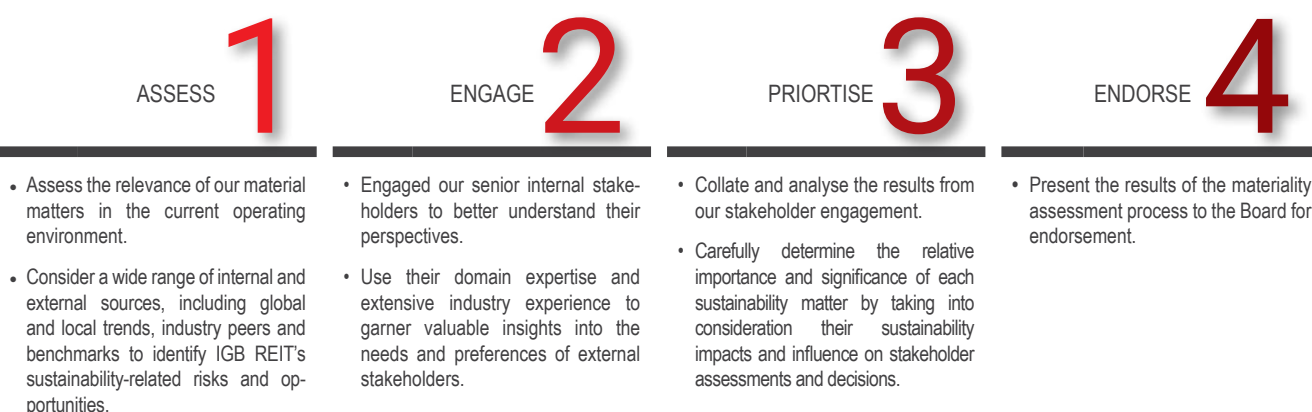 ASSESS 1
• Assess the relevance of our material
matters in the current operating
environment.
• Consider a wide range of internal and
external sources, including global
and local trends, industry peers and
benchmarks to identify IGB REIT’s
sustainability-related risks and op-
portunities.
ENGAGE 2
• Engaged our senior internal stake-
holders to better understand their
perspectives.
• Use their domain expertise and
extensive industry experience to
garner valuable insights into the
needs and preferences of external
stakeholders.
PRIORTISE 3
• Collate and analyse the results from
our stakeholder engagement.
• Carefully determine the relative
importance and significance of each
sustainability matter by taking into
consideration their sustainability
impacts and influence on stakeholder
assessments and decisions.
ENDORSE 4
• Present the results of the materiality
assessment process to the Board for
endorsement.